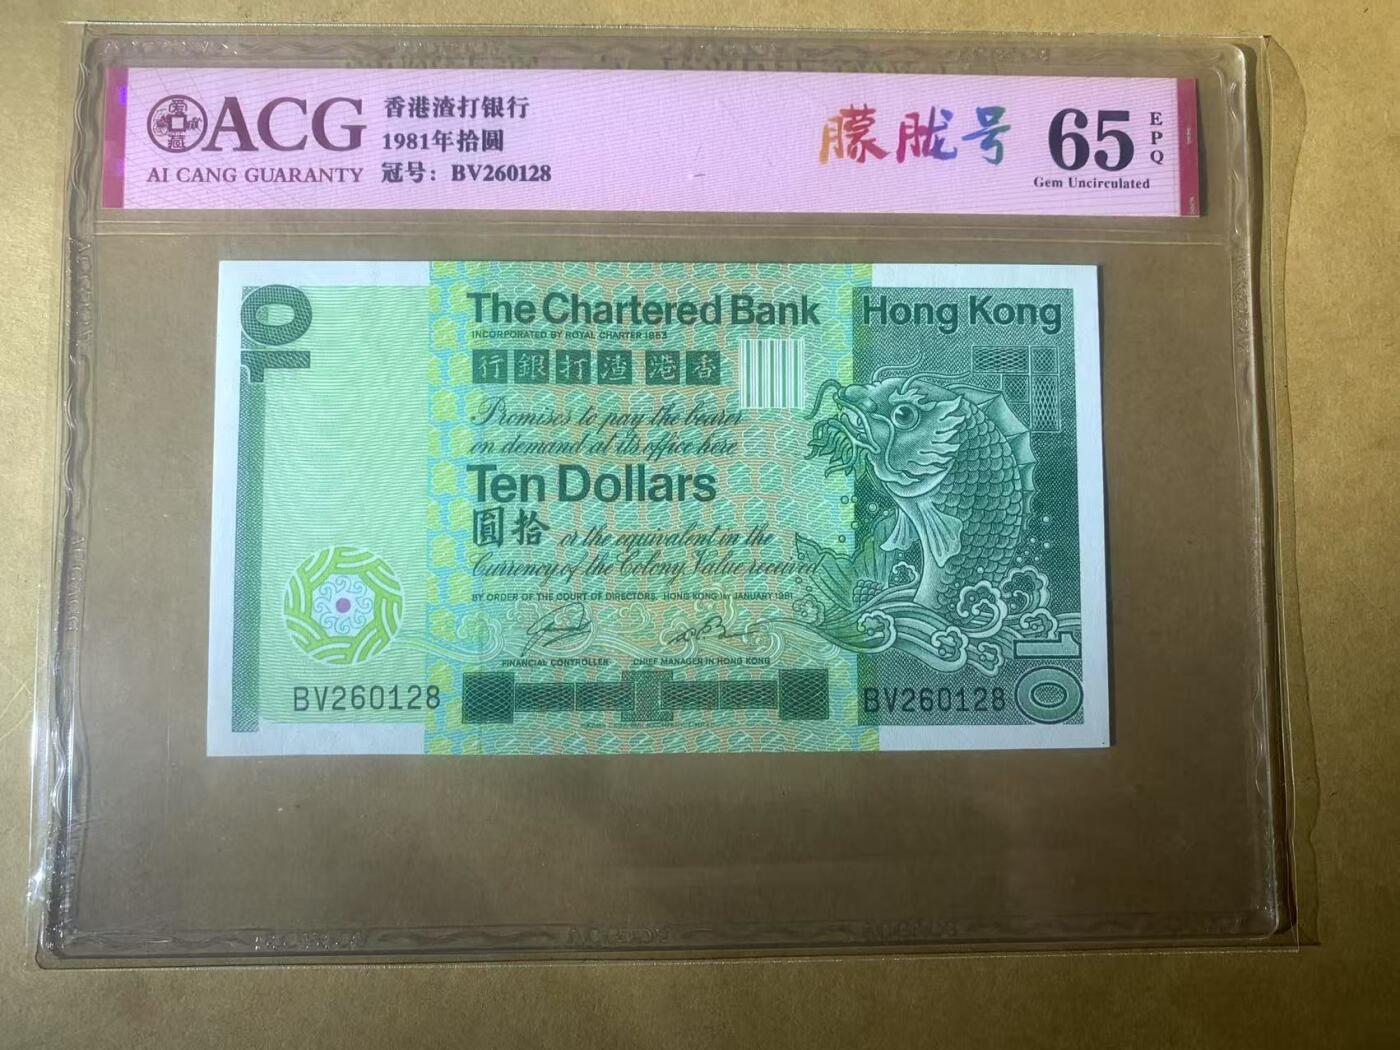 ACG
AI CANG GUARANTY
香港渣打银行
1981年拾圆
冠号：BV260128
朦胧号
65
EPQ
Gem Uncirculated
10
The Chartered Bank
Hong Kong
INCORPORATED BY ROYAL CHARTER 1853
行銀打渣 港香
Promises to pay the bearer
on demand at its office here
Ten Dollars
圓拾 or the equivalent in the
Currency of the Colony, Value received
BY ORDER OF THE COURT OF DIRECTORS, HONG KONG 1ST JANUARY 1981
FINANCIAL CONTROLLER
CHIEF MANAGER IN HONG KONG
BV260128
BV260128
10